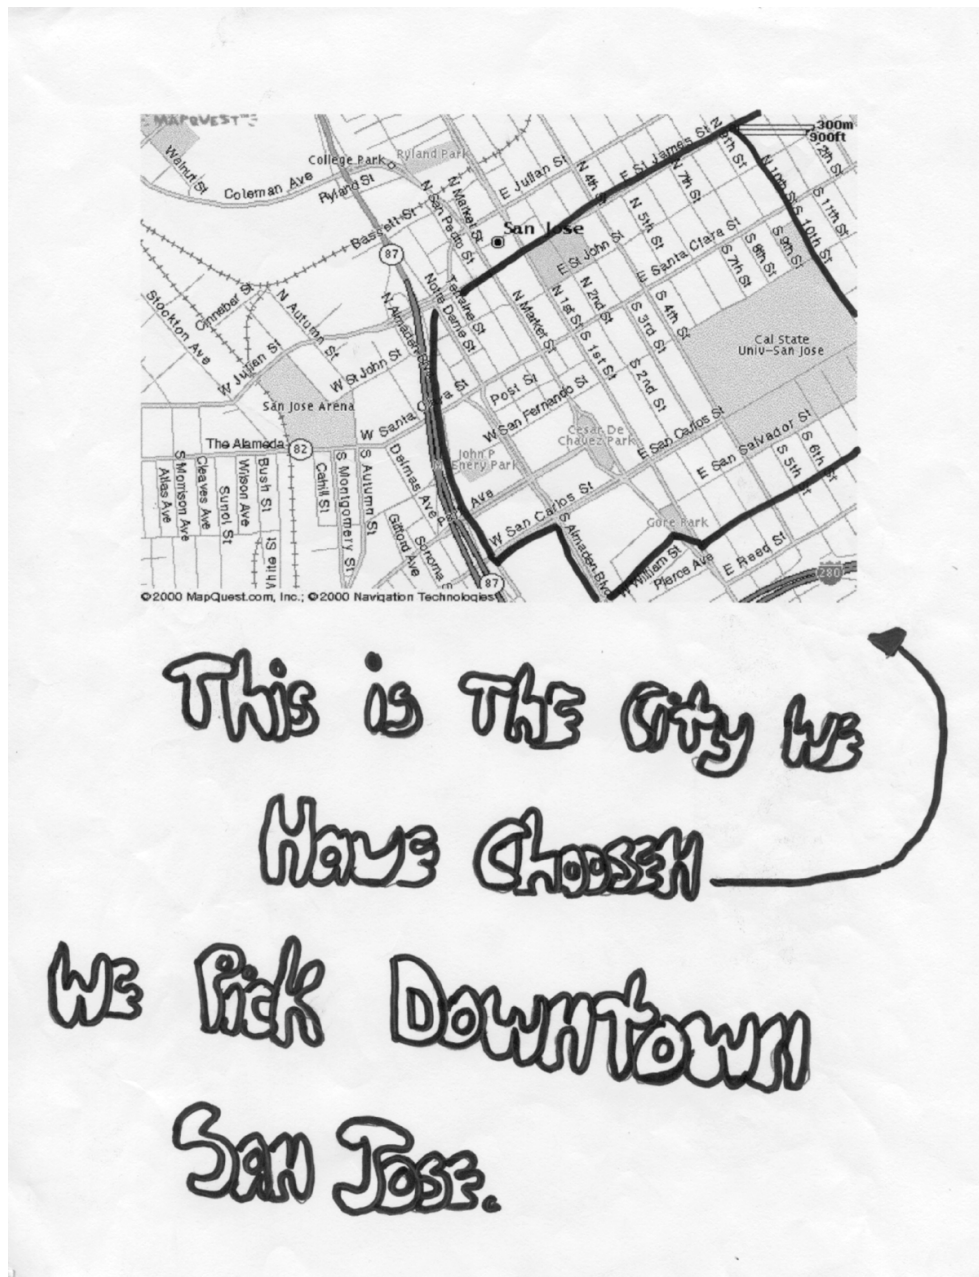 MAPQUEST
300m
900ft
Walnut St
Coleman Ave
College Park
Ryland St
Ryland Park
Bassett St
E Julian St
E St James St
N 4th St
N 7th St
N 5th St
N 10th St
S 10th St
S 11th St
S 9th St
S 8th St
S 7th St
N Market St
N San Pedro St
San Jose
E St John St
E Santa Clara St
87
Stockton Ave
Cinnabar St
N Autumn St
W Julian St
W St John St
Notre Dame St
Terraine St
N Market St
N 1st St
N 2nd St
S 1st St
S 2nd St
S 3rd St
S 4th St
Cal State
Univ-San Jose
San Jose Arena
W Santa Clara St
Post St
W San Fernando St
Cesar De
Chavez Park
E San Carlos St
E San Salvador St
S 5th St
S 6th St
The Alameda
82
John P
McEnery Park
S Morrison Ave
Atlas Ave
Cleaves Ave
Sunol St
Wilson Ave
Bush St
White St
Cahill St
S Montgomery St
S Autumn St
Delmas Ave
Gifford Ave
Sonoma
W San Carlos St
S Almaden Blvd
Gore Park
William St
Pierce Ave
E Reed St
280
87
©2000 MapQuest.com, Inc.; ©2000 Navigation Technologies
This is The City We
Have Choosen
We Pick Downtown
San Jose.